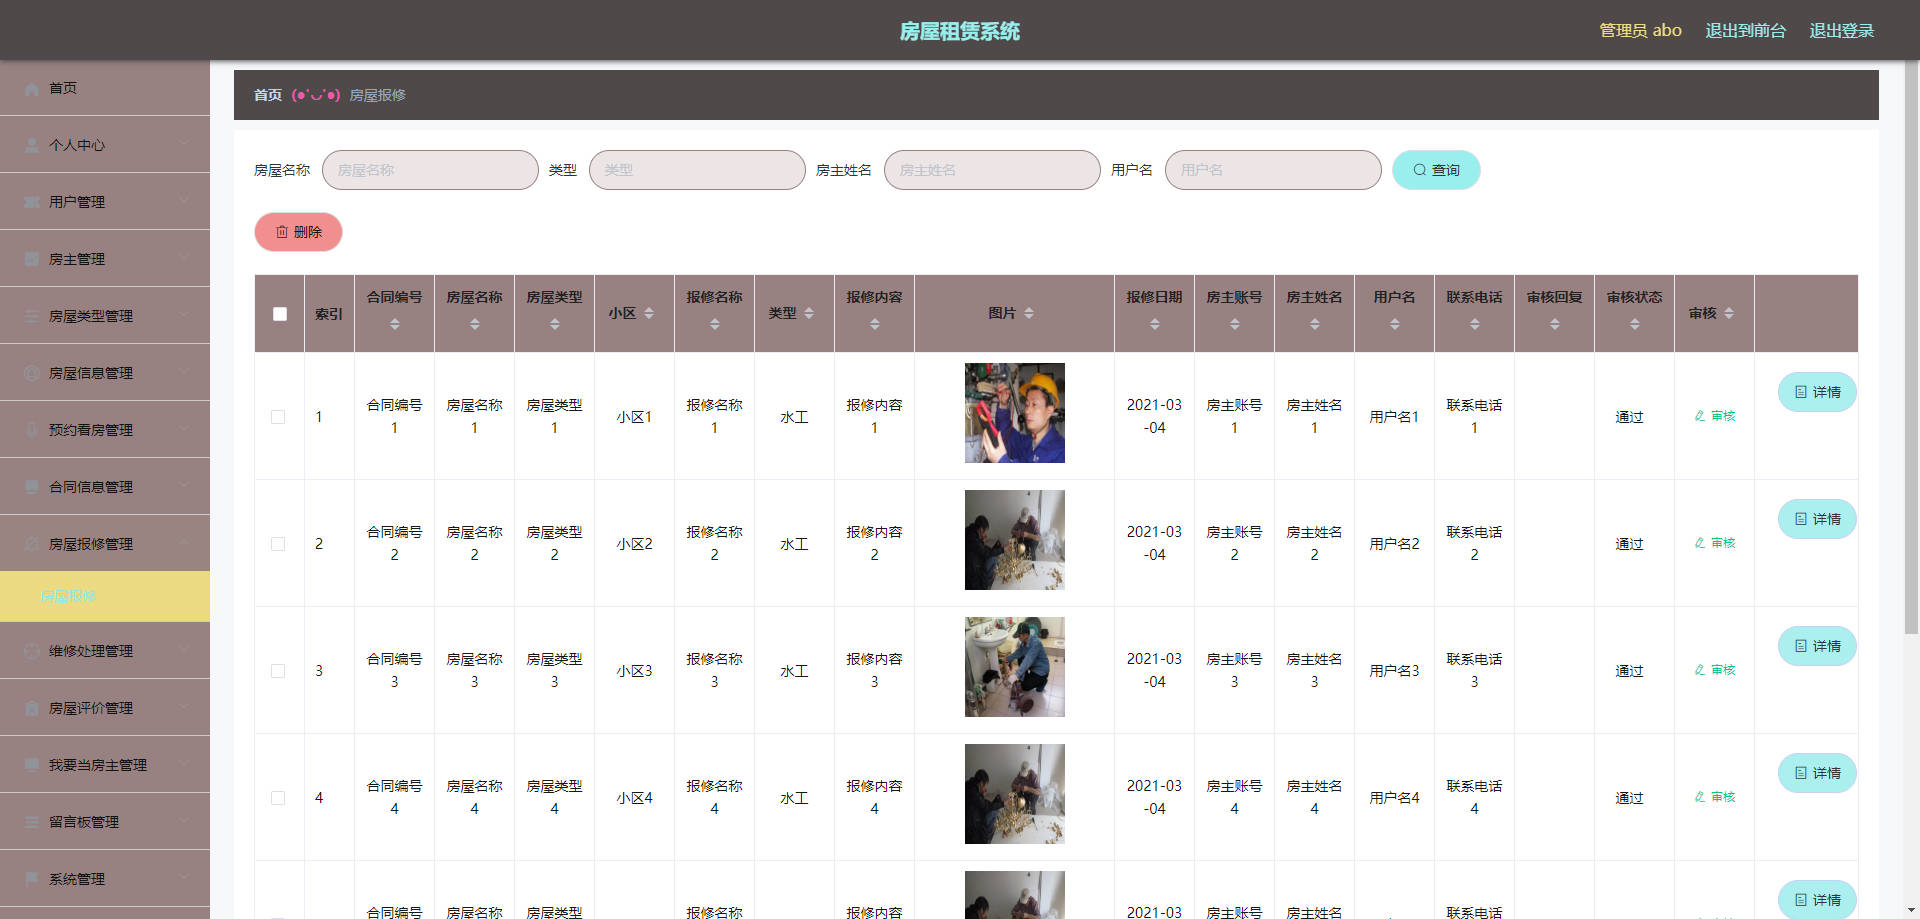 房屋租赁系统
管理员 abo 退出到前台 退出登录
首页
个人中心
用户管理
房主管理
房屋类型管理
房屋信息管理
预约看房管理
合同信息管理
房屋报修管理
房屋报修
维修处理管理
房屋评价管理
我要当房主管理
留言板管理
系统管理
首页 (●'◡'●) 房屋报修
房屋名称 房屋名称 类型 类型 房主姓名 房主姓名 用户名 用户名 查询
删除
索引 合同编号 房屋名称 房屋类型 小区 报修名称 类型 报修内容 图片 报修日期 房主账号 房主姓名 用户名 联系电话 审核回复 审核状态 审核
1 合同编号1 房屋名称1 房屋类型1 小区1 报修名称1 水工 报修内容1 2021-03-04 房主账号1 房主姓名1 用户名1 联系电话1 通过 审核 详情
2 合同编号2 房屋名称2 房屋类型2 小区2 报修名称2 水工 报修内容2 2021-03-04 房主账号2 房主姓名2 用户名2 联系电话2 通过 审核 详情
3 合同编号3 房屋名称3 房屋类型3 小区3 报修名称3 水工 报修内容3 2021-03-04 房主账号3 房主姓名3 用户名3 联系电话3 通过 审核 详情
4 合同编号4 房屋名称4 房屋类型4 小区4 报修名称4 水工 报修内容4 2021-03-04 房主账号4 房主姓名4 用户名4 联系电话4 通过 审核 详情
合同编号 房屋名称 房屋类型 报修名称 报修内容 2021-03 房主账号 房主姓名 联系电话 详情